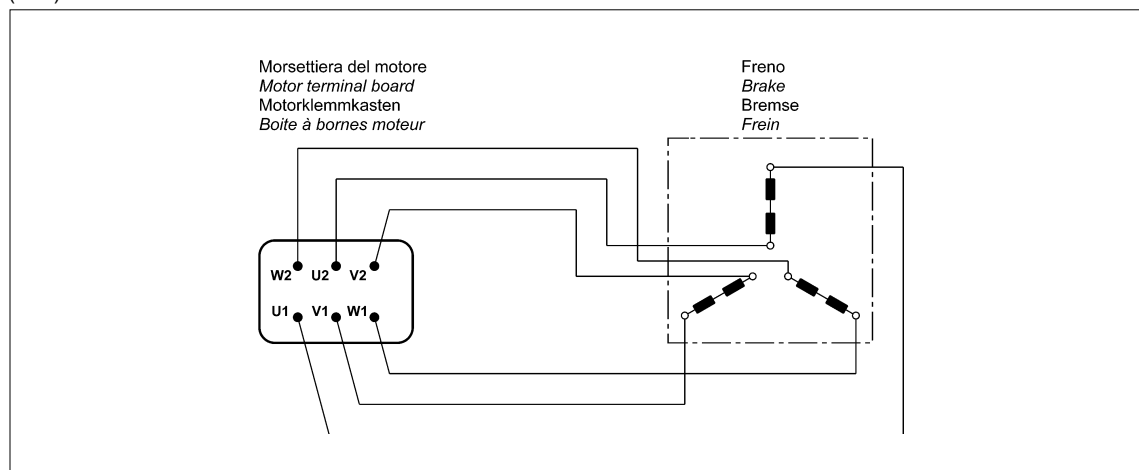 Morsettiera del motore
Motor terminal board
Motorklemmkasten
Boite à bornes moteur
Freno
Brake
Bremse
Frein
W2 U2 V2
U1 V1 W1